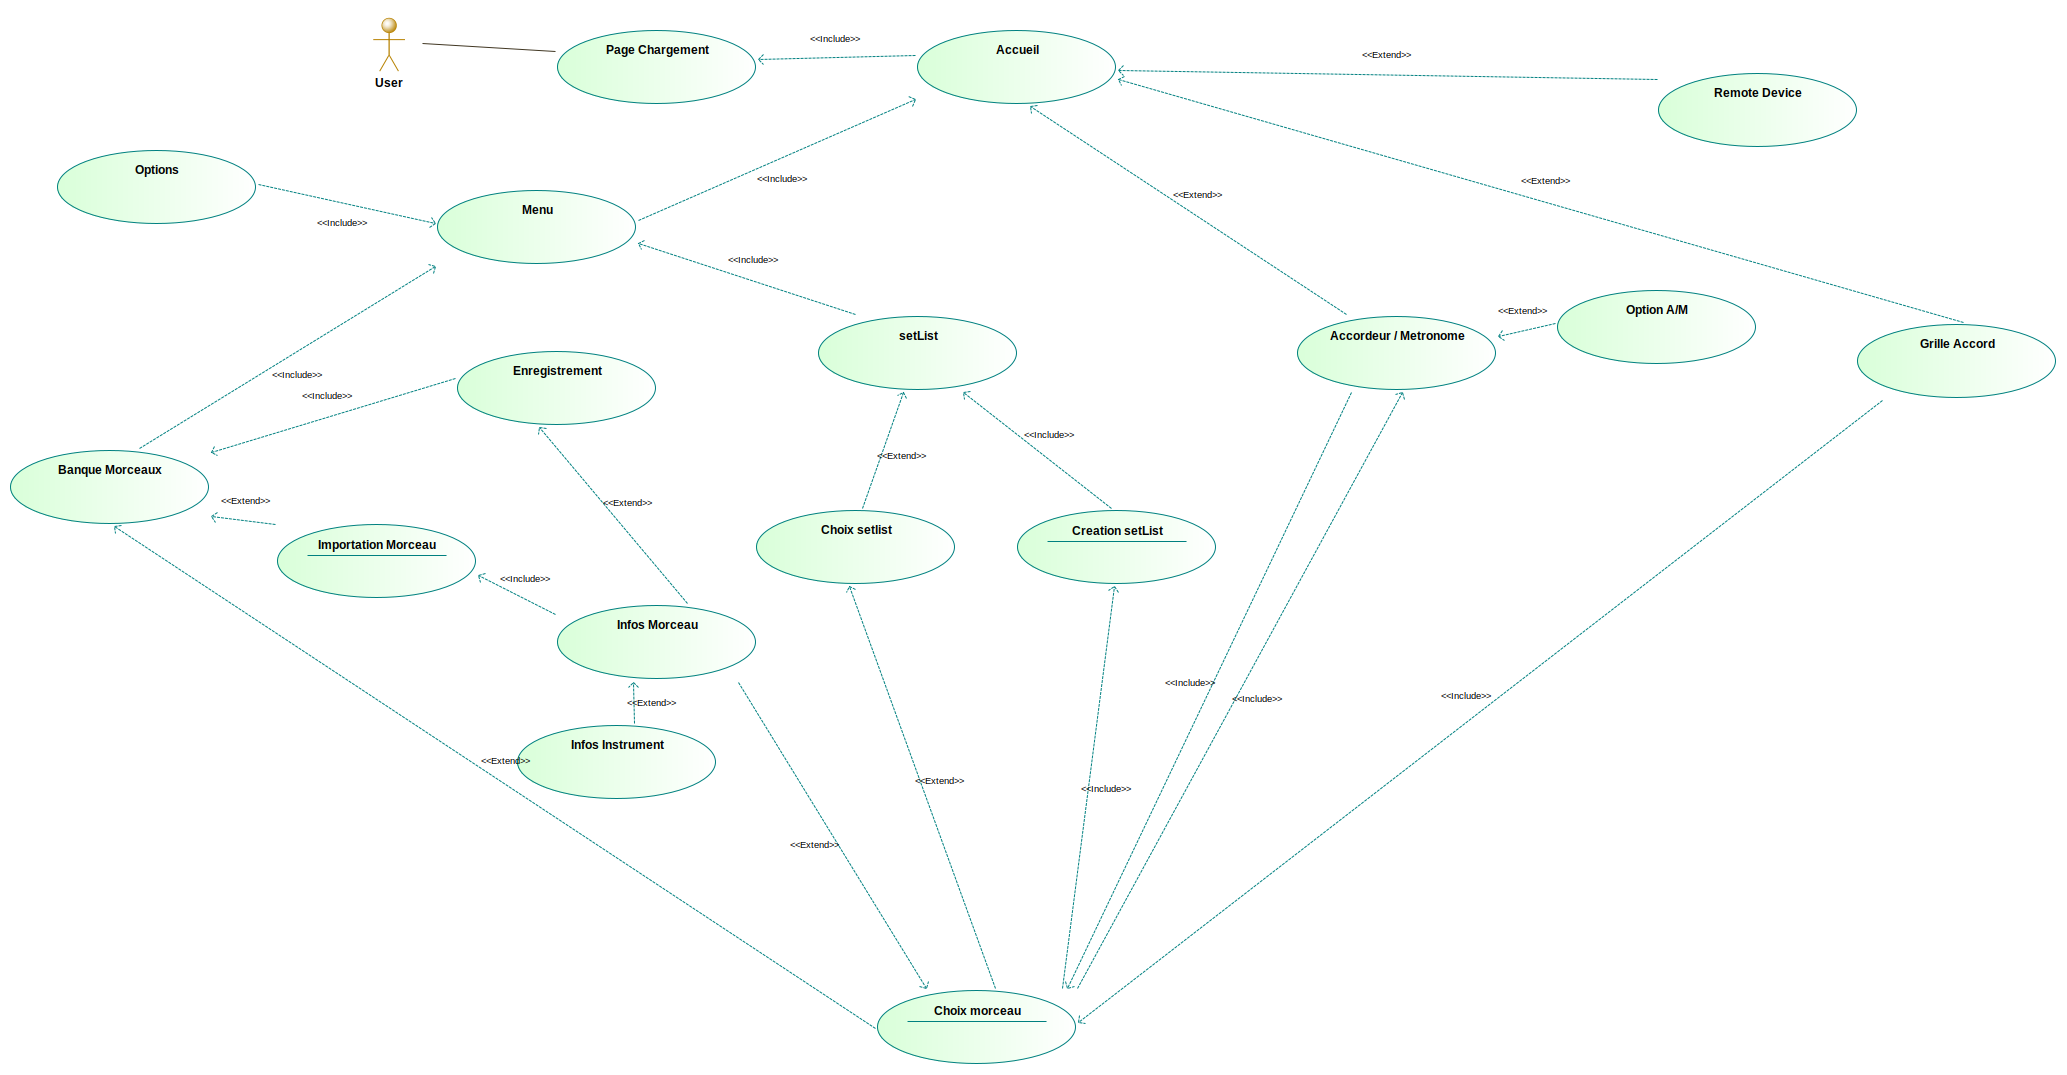 User
Page Chargement
<<Include>>
Accueil
<<Extend>>
Remote Device
Options
<<Include>>
Menu
<<Include>>
<<Extend>>
<<Extend>>
<<Include>>
setList
Accordeur / Metronome
<<Extend>>
Option A/M
Grille Accord
<<Include>>
<<Include>>
Enregistrement
Banque Morceaux
<<Extend>>
<<Extend>>
<<Extend>>
<<Include>>
Importation Morceau
Choix setlist
Creation setList
<<Include>>
Infos Morceau
<<Extend>>
<<Include>>
<<Include>>
<<Include>>
Infos Instrument
<<Extend>>
<<Extend>>
<<Include>>
<<Extend>>
Choix morceau